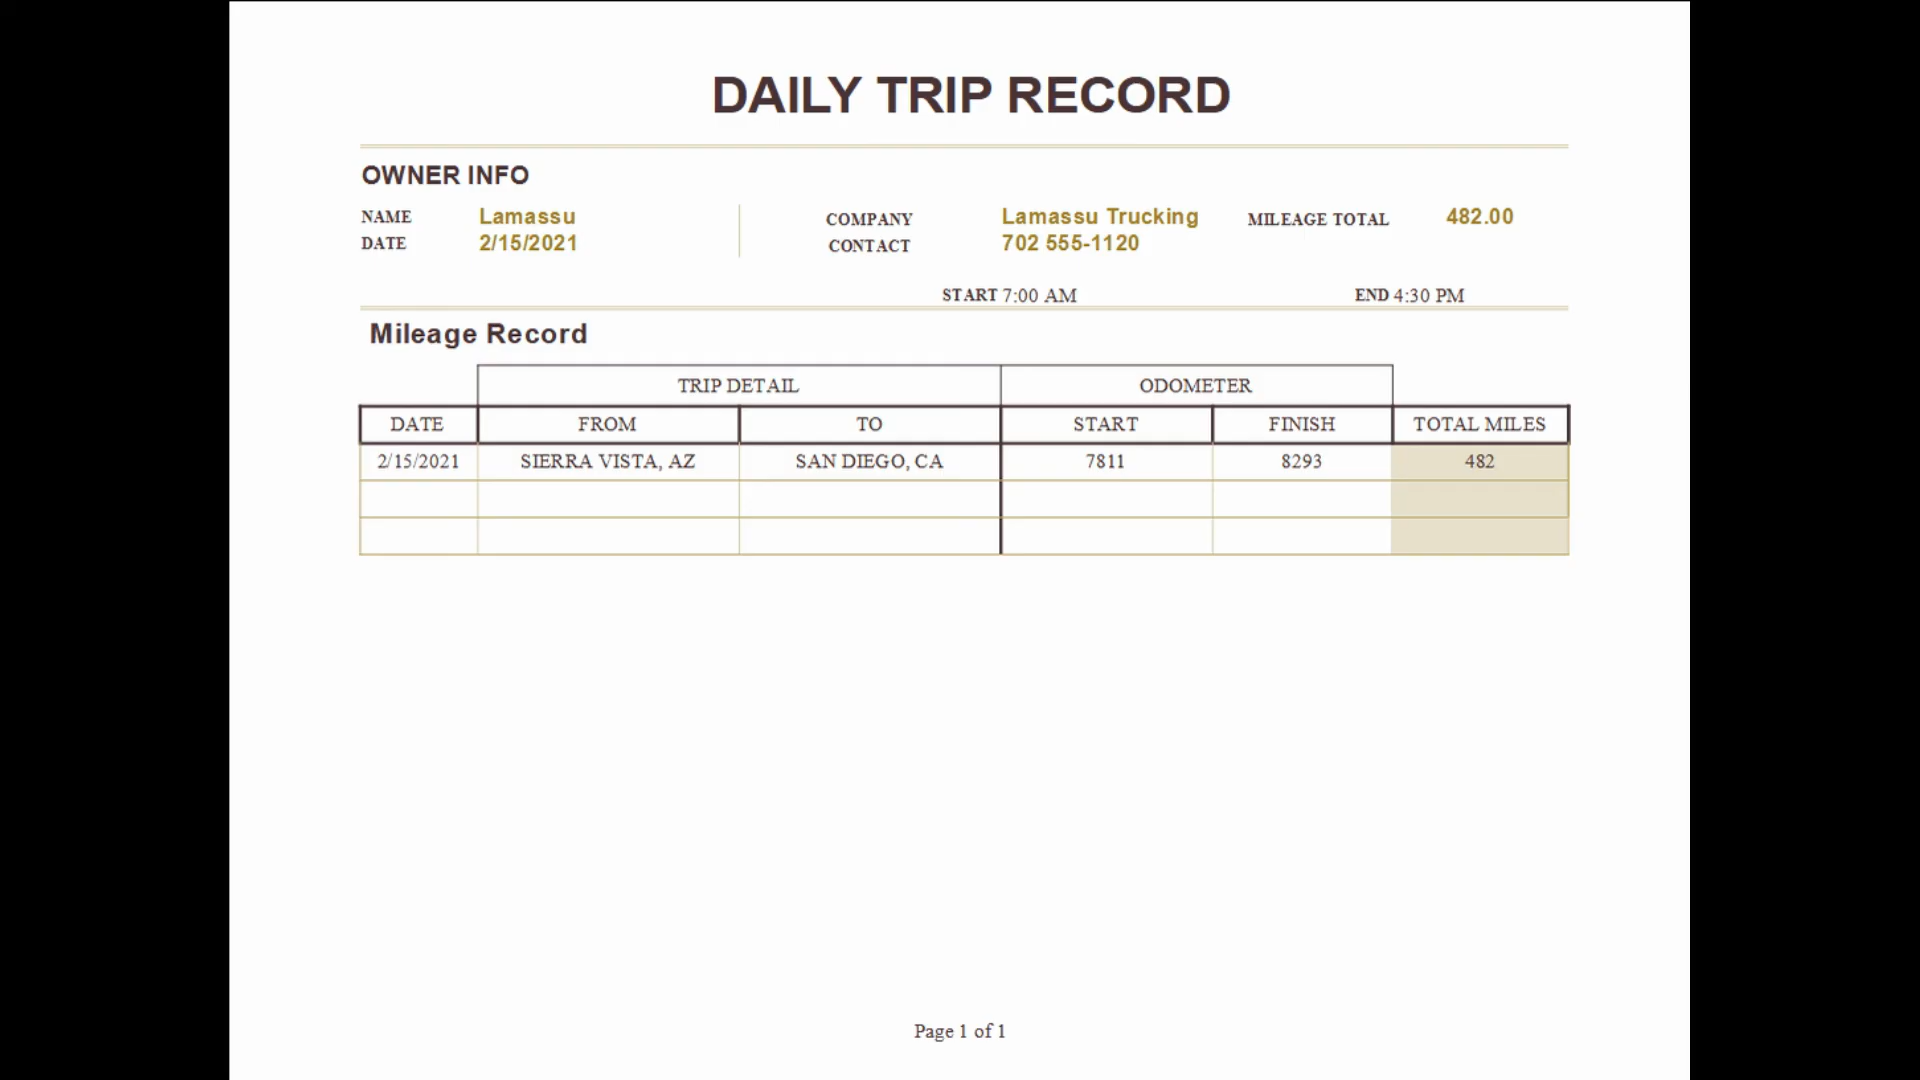 DAILY TRIP RECORD
OWNER INFO
NAME Lamassu COMPANY Lamassu Trucking MILEAGE TOTAL 482.00
DATE 2/15/2021 CONTACT 702 555-1120
START 7:00 AM END 4:30 PM
Mileage Record
TRIP DETAIL ODOMETER
DATE FROM TO START FINISH TOTAL MILES
2/15/2021 SIERRA VISTA, AZ SAN DIEGO, CA 7811 8293 482
Page 1 of 1